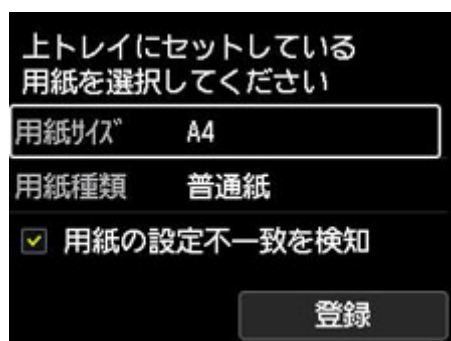 上トレイにセットしている
用紙を選択してください
用紙ｻｲｽﾞ A4
用紙種類 普通紙
用紙の設定不一致を検知
登録